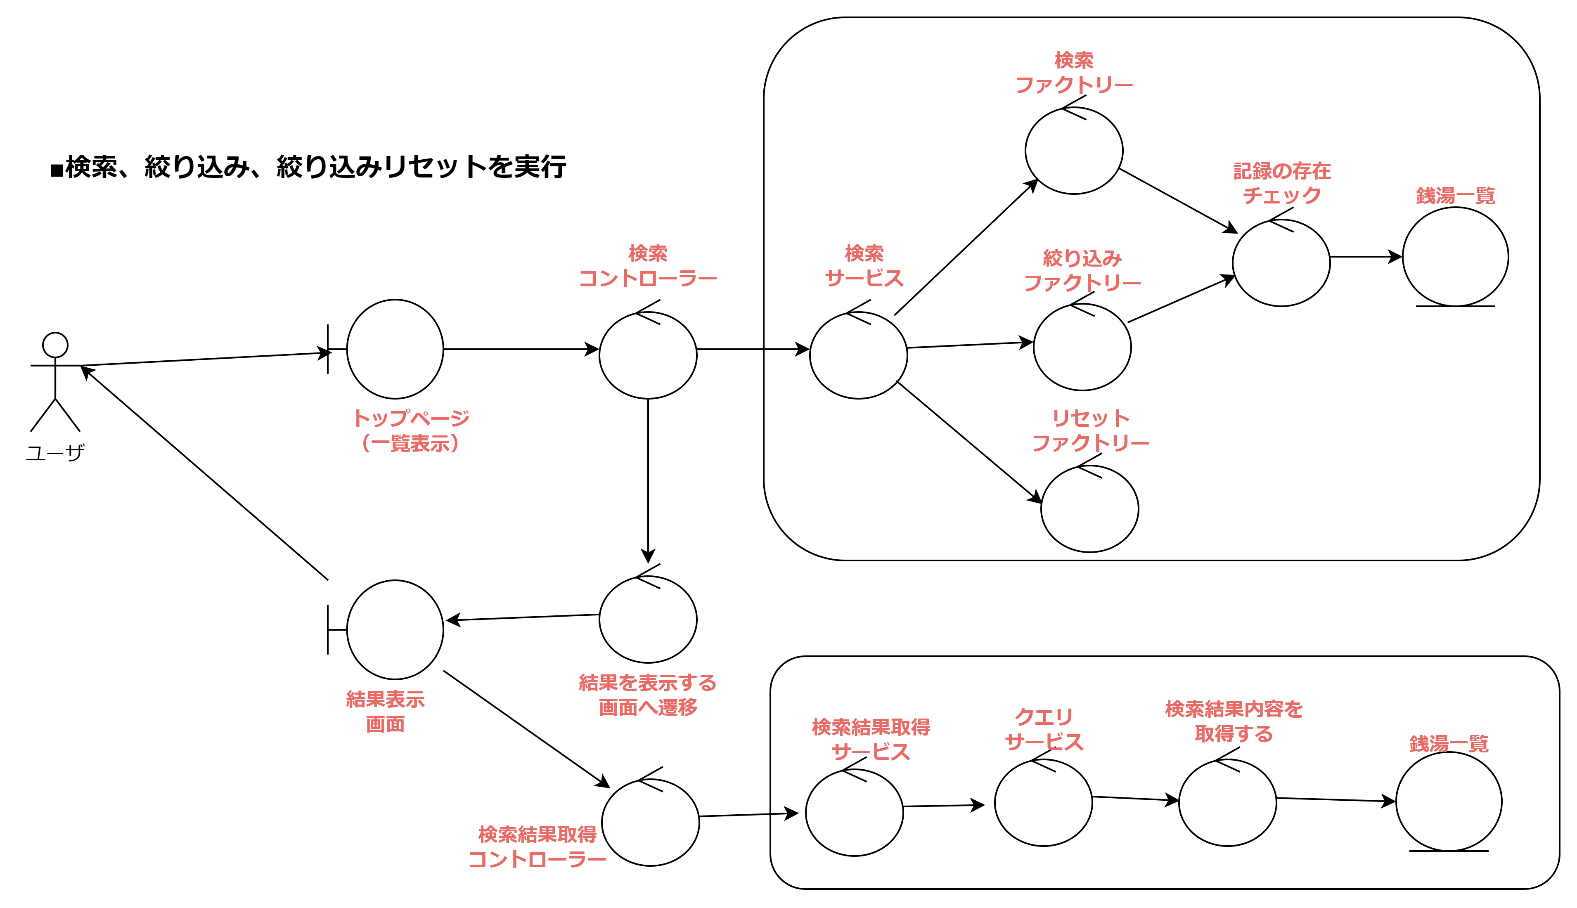 ■検索、絞り込み、絞り込みリセットを実行
検索
ファクトリー
記録の存在
チェック
銭湯一覧
検索
コントローラー
検索
サービス
絞り込み
ファクトリー
トップページ
（一覧表示）
リセット
ファクトリー
ユーザ
結果表示
画面
結果を表示する
画面へ遷移
検索結果取得
サービス
クエリ
サービス
検索結果内容を
取得する
銭湯一覧
検索結果取得
コントローラー